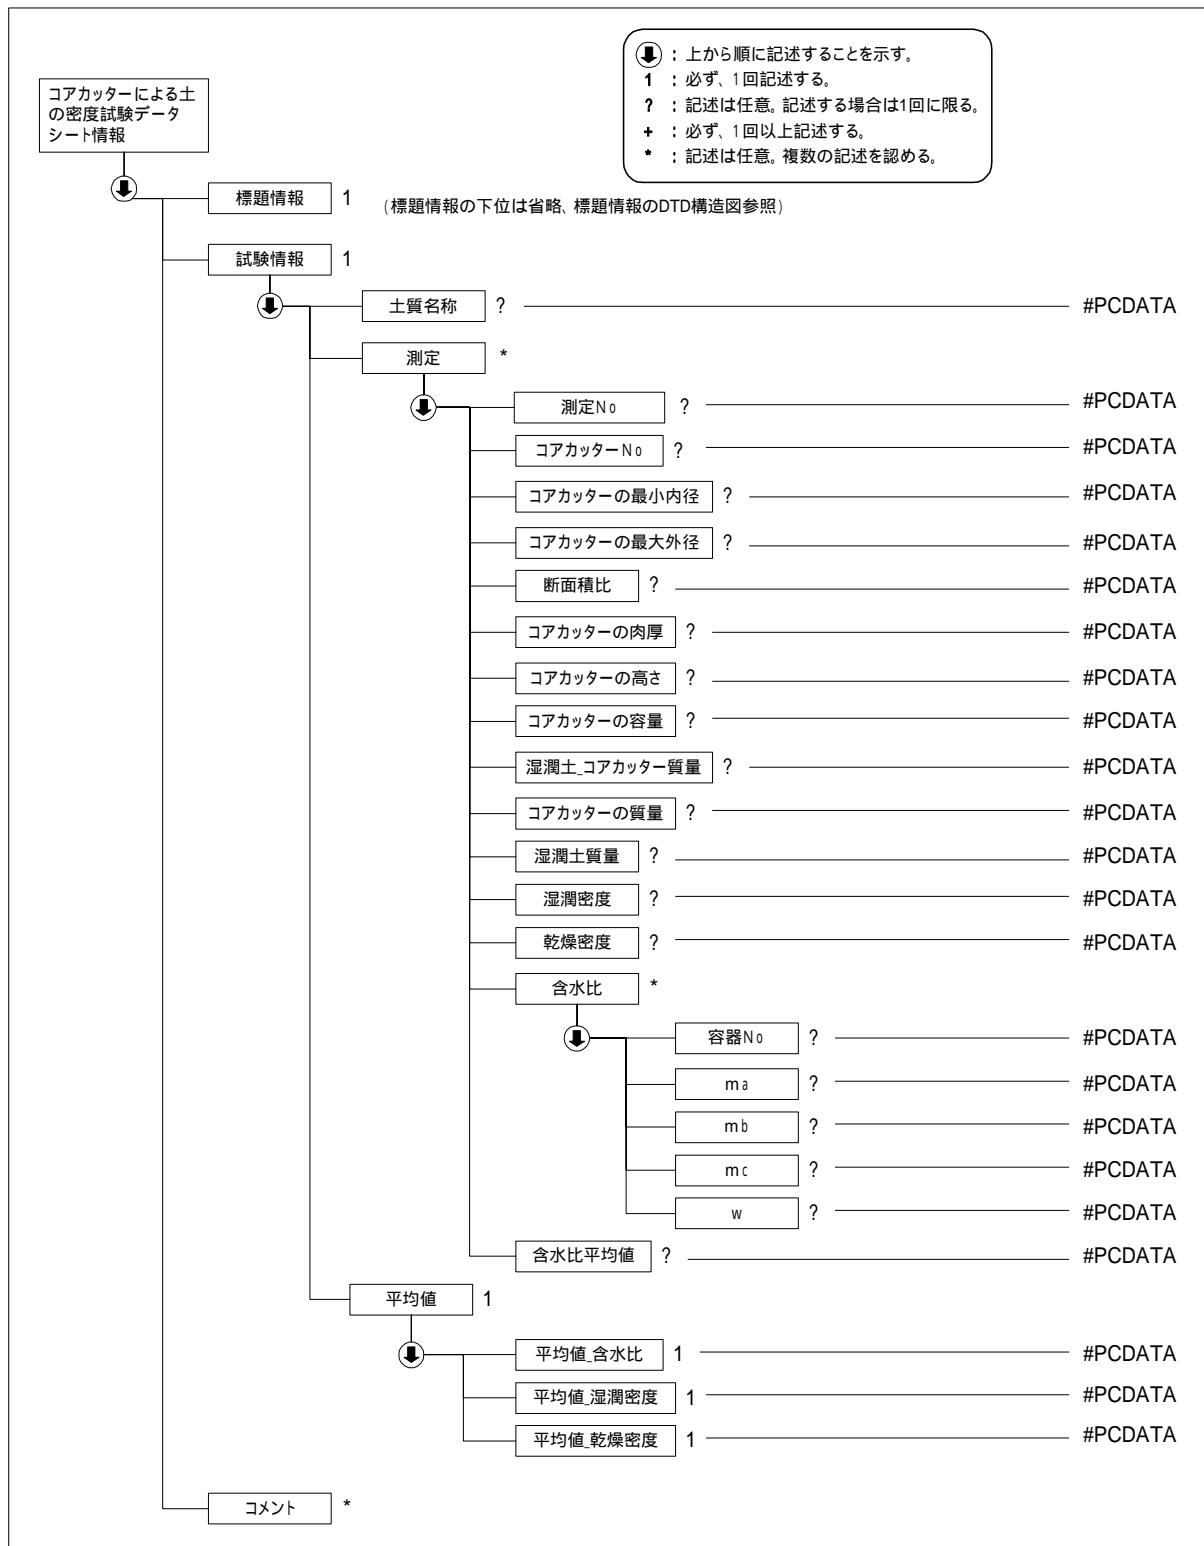 : 上から順に記述することを示す。
1 : 必ず、1回記述する。
? : 記述は任意。記述する場合は1回に限る。
+ : 必ず、1回以上記述する。
* : 記述は任意。複数の記述を認める。
コアカッターによる土
の密度試験データ
シート情報
標題情報 1 (標題情報の下位は省略、標題情報のDTD構造図参照)
試験情報 1
土質名称 ? #PCDATA
測定 *
測定No ? #PCDATA
コアカッターNo ? #PCDATA
コアカッターの最小内径 ? #PCDATA
コアカッターの最大外径 ? #PCDATA
断面積比 ? #PCDATA
コアカッターの肉厚 ? #PCDATA
コアカッターの高さ ? #PCDATA
コアカッターの容量 ? #PCDATA
湿潤土_コアカッター質量 ? #PCDATA
コアカッターの質量 ? #PCDATA
湿潤土質量 ? #PCDATA
湿潤密度 ? #PCDATA
乾燥密度 ? #PCDATA
含水比 *
容器No ? #PCDATA
ma ? #PCDATA
mb ? #PCDATA
mc ? #PCDATA
w ? #PCDATA
含水比平均値 ? #PCDATA
平均値 1
平均値_含水比 1 #PCDATA
平均値_湿潤密度 1 #PCDATA
平均値_乾燥密度 1 #PCDATA
コメント *